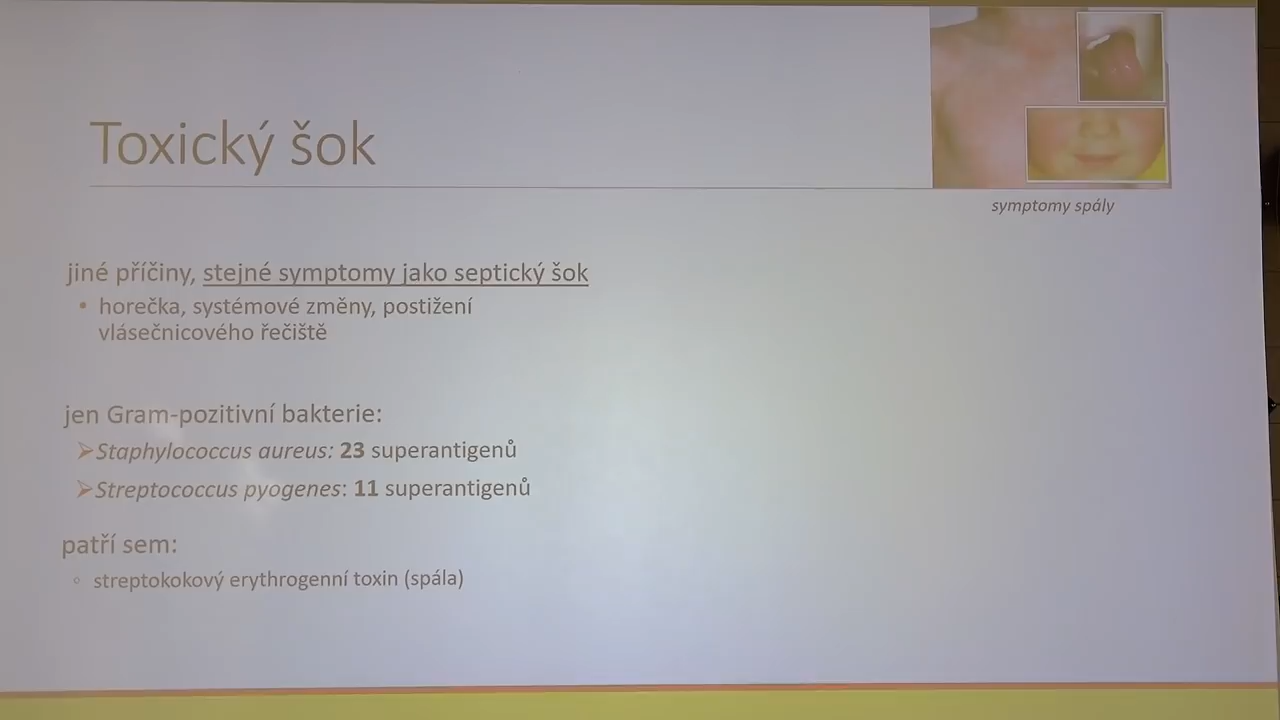 Toxický šok
symptomy spály
jiné příčiny, stejné symptomy jako septický šok
• horečka, systémové změny, postižení
vlásečnicového řečiště
jen Gram-pozitivní bakterie:
➢Staphylococcus aureus: 23 superantigenů
➢Streptococcus pyogenes: 11 superantigenů
patří sem:
◦ streptokokový erythrogenní toxin (spála)